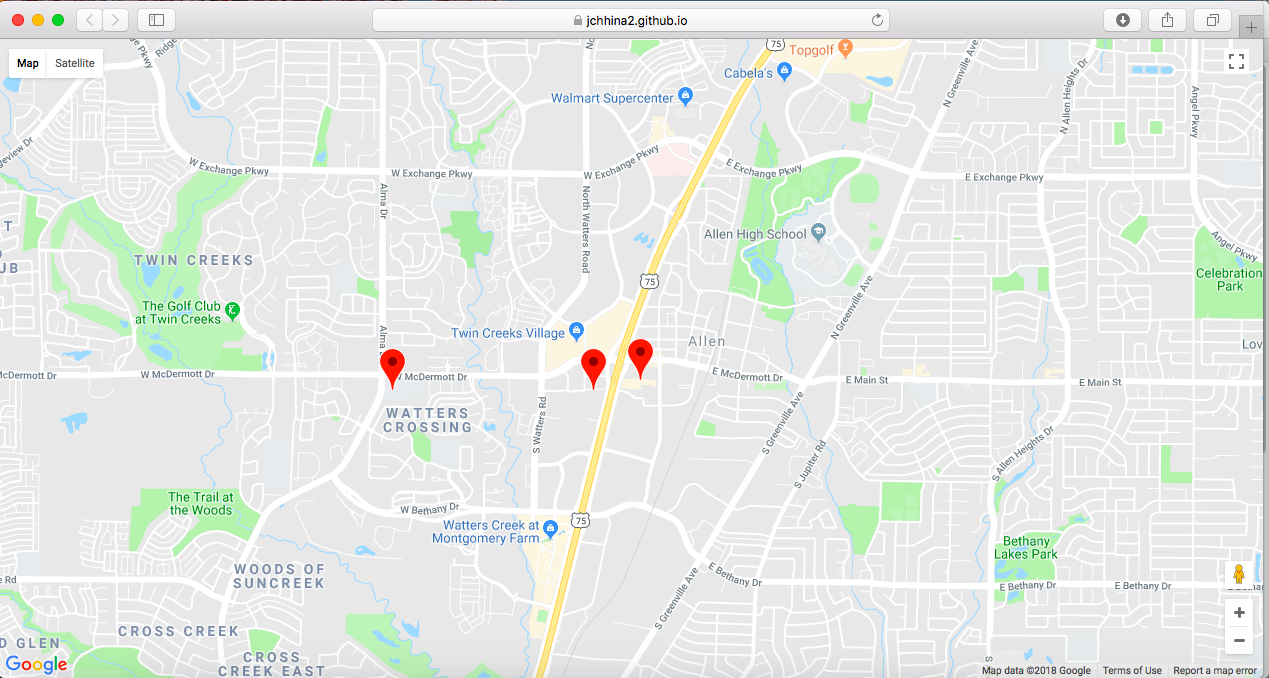 jchhina2.github.io
Map
Satellite
Ridge
Pkwy
No
75
Topgolf
Cabela's
Walmart Supercenter
N Greenville Ave
N Allen Heights Dr
Angel Pkwy
geview Dr
W Exchange Pkwy
W Exchange Pkwy
W Exchange Pkwy
E Exchange Pkwy
E Exchange Pkwy
Alma Dr
North Watters Road
Allen High School
T
UB
TWIN CREEKS
Angel Pkwy
Celebration
Park
75
The Golf Club
at Twin Creeks
N Greenville Ave
Twin Creeks Village
Alma
Allen
Lov
cDermott Dr
W McDermott Dr
W McDermott Dr
E McDermott Dr
E Main St
E Main St
WATTERS
CROSSING
S Watters Rd
S Greenville Ave
S Jupiter Rd
S Allen Heights Dr
The Trail at
the Woods
W Bethany Dr
75
Watters Creek at
Montgomery Farm
Bethany
Lakes Park
WOODS OF
SUNCREEK
e Rd
E Bethany Dr
E Bethany Dr
E Bethany Dr
S Greenville Ave
CROSS CREEK
D GLEN
CROSS
CREEK EAST
S
Google
Map data ©2018 Google
Terms of Use
Report a map error